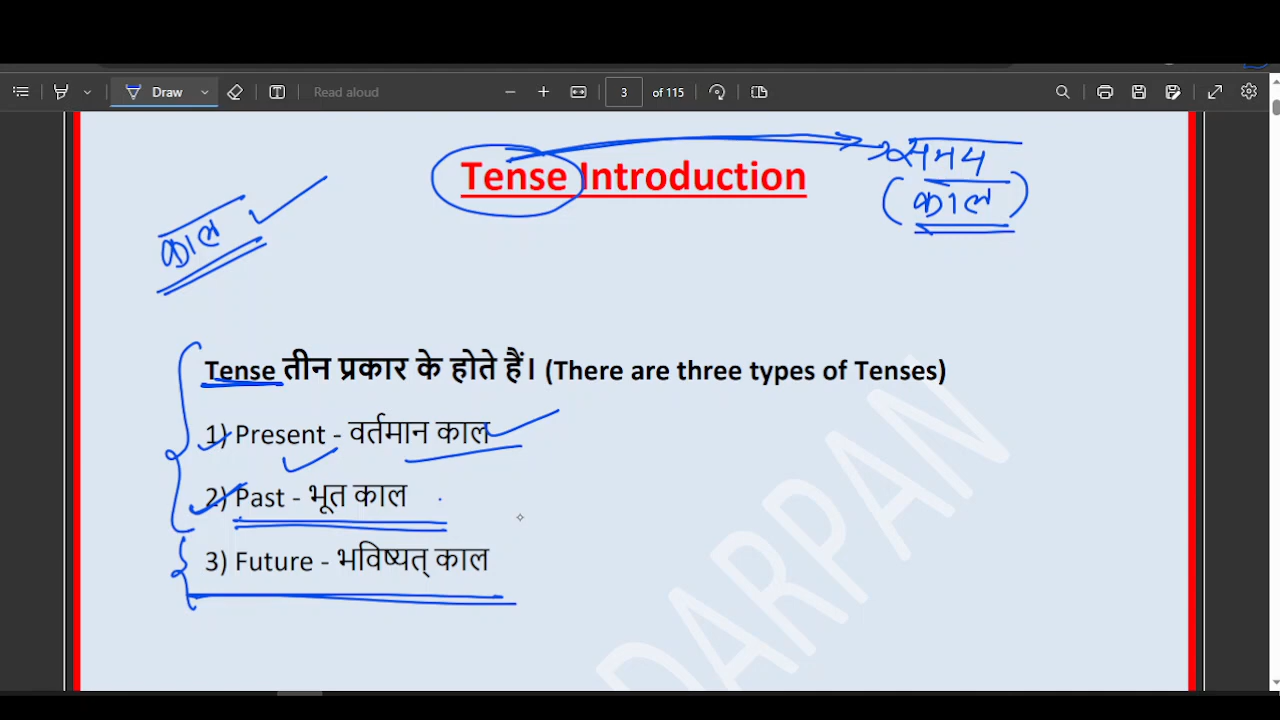 Draw
Read aloud
3 of 115
Tense Introduction
समय
(काल)
काल
Tense तीन प्रकार के होते हैं। (There are three types of Tenses)
1) Present - वर्तमान काल
2) Past - भूत काल
3) Future - भविष्यत् काल
DARPAN